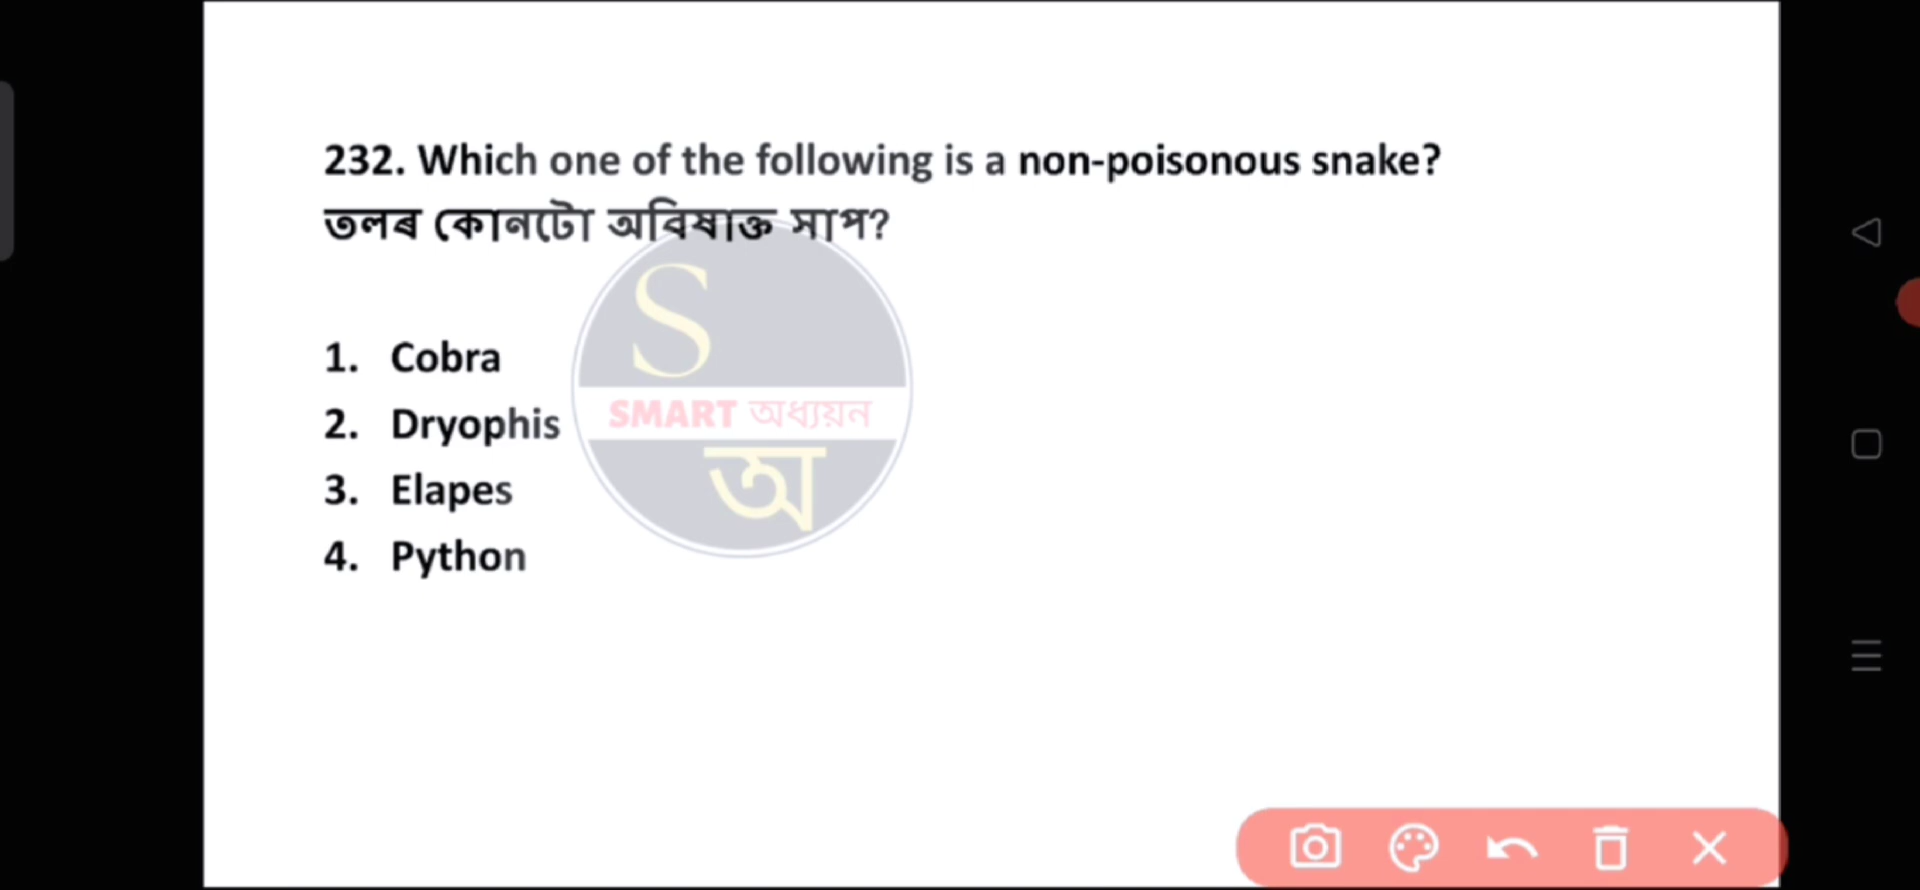 232. Which one of the following is a non-poisonous snake?
তলৰ কোনটো অবিষাক্ত সাপ?
S
SMART অধ্যয়ন
অ
1. Cobra
2. Dryophis
3. Elapes
4. Python